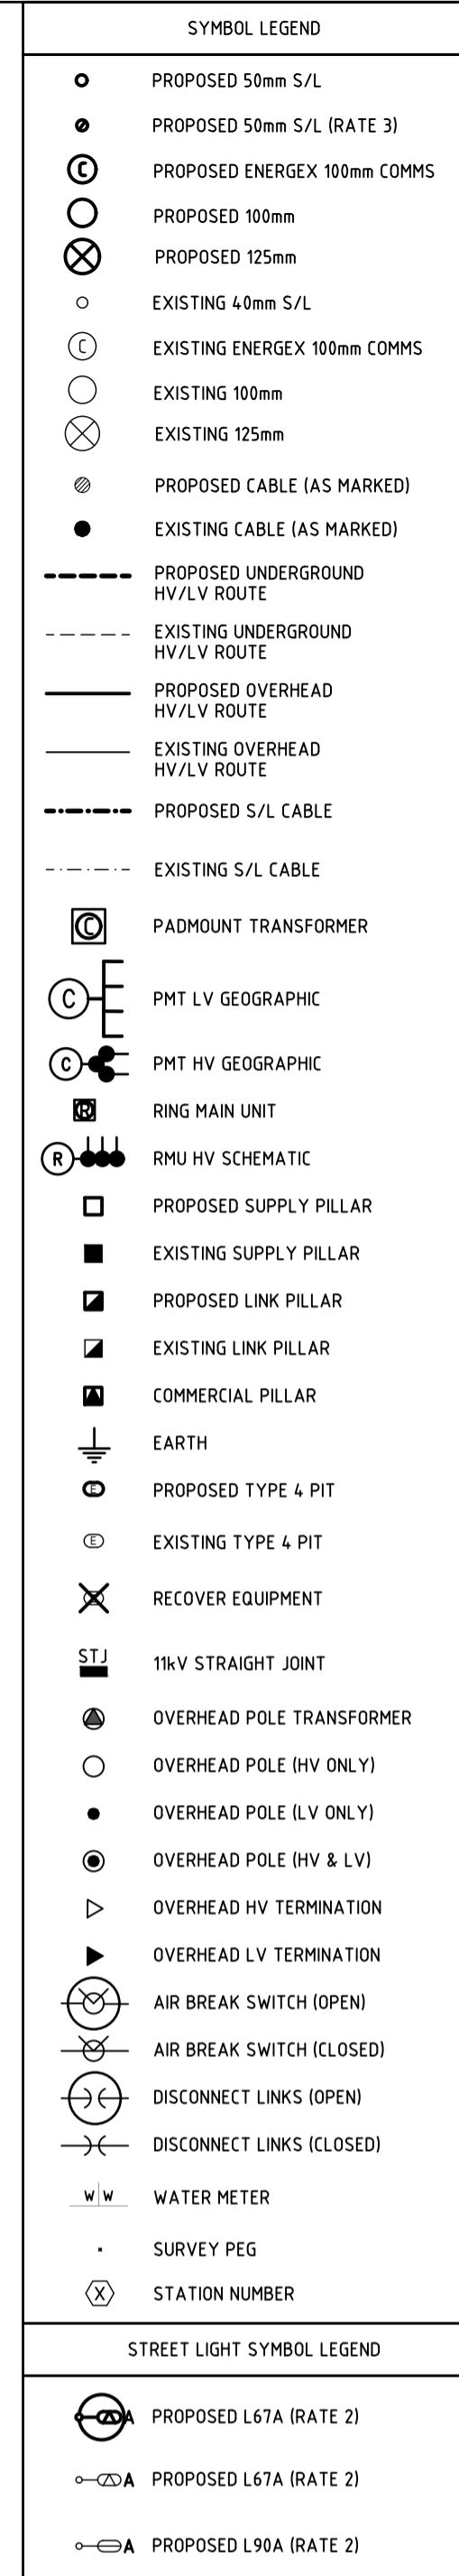 SYMBOL LEGEND
PROPOSED 50mm S/L
PROPOSED 50mm S/L (RATE 3)
C PROPOSED ENERGEX 100mm COMMS
PROPOSED 100mm
PROPOSED 125mm
EXISTING 40mm S/L
C EXISTING ENERGEX 100mm COMMS
EXISTING 100mm
EXISTING 125mm
PROPOSED CABLE (AS MARKED)
EXISTING CABLE (AS MARKED)
PROPOSED UNDERGROUND
HV/LV ROUTE
EXISTING UNDERGROUND
HV/LV ROUTE
PROPOSED OVERHEAD
HV/LV ROUTE
EXISTING OVERHEAD
HV/LV ROUTE
PROPOSED S/L CABLE
EXISTING S/L CABLE
C PADMOUNT TRANSFORMER
C PMT LV GEOGRAPHIC
C PMT HV GEOGRAPHIC
R RING MAIN UNIT
R RMU HV SCHEMATIC
PROPOSED SUPPLY PILLAR
EXISTING SUPPLY PILLAR
PROPOSED LINK PILLAR
EXISTING LINK PILLAR
COMMERCIAL PILLAR
EARTH
E PROPOSED TYPE 4 PIT
E EXISTING TYPE 4 PIT
RECOVER EQUIPMENT
STJ 11kV STRAIGHT JOINT
OVERHEAD POLE TRANSFORMER
OVERHEAD POLE (HV ONLY)
OVERHEAD POLE (LV ONLY)
OVERHEAD POLE (HV & LV)
OVERHEAD HV TERMINATION
OVERHEAD LV TERMINATION
AIR BREAK SWITCH (OPEN)
AIR BREAK SWITCH (CLOSED)
DISCONNECT LINKS (OPEN)
DISCONNECT LINKS (CLOSED)
W W WATER METER
SURVEY PEG
X STATION NUMBER
STREET LIGHT SYMBOL LEGEND
A PROPOSED L67A (RATE 2)
A PROPOSED L67A (RATE 2)
A PROPOSED L90A (RATE 2)